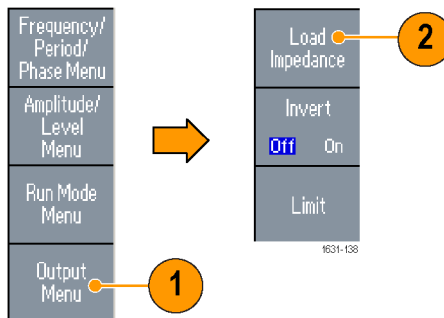 Frequency/
Period/
Phase Menu
Amplitude/
Level
Menu
Run Mode
Menu
Output
Menu
1
Load
Impedance
2
Invert
Off On
Limit
1631-138